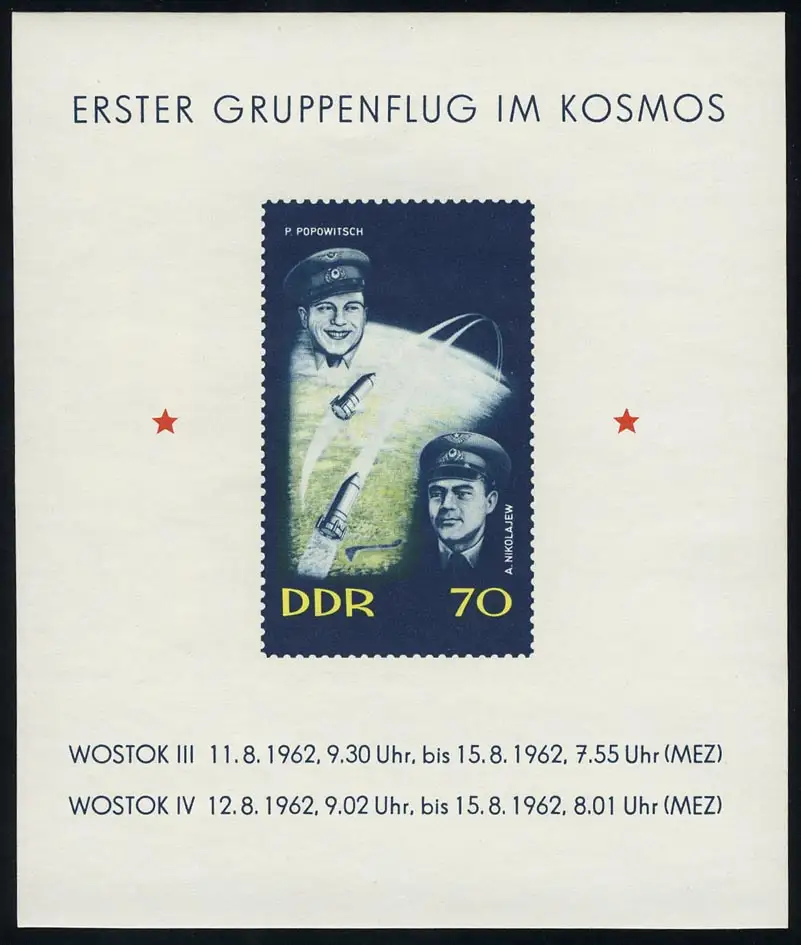 ERSTER GRUPPENFLUG IM KOSMOS
P. POPOWITSCH
A. NIKOLAJEW
DDR 70
WOSTOK III 11.8.1962, 9.30 Uhr, bis 15.8.1962, 7.55 Uhr (MEZ)
WOSTOK IV 12.8.1962, 9.02 Uhr, bis 15.8.1962, 8.01 Uhr (MEZ)